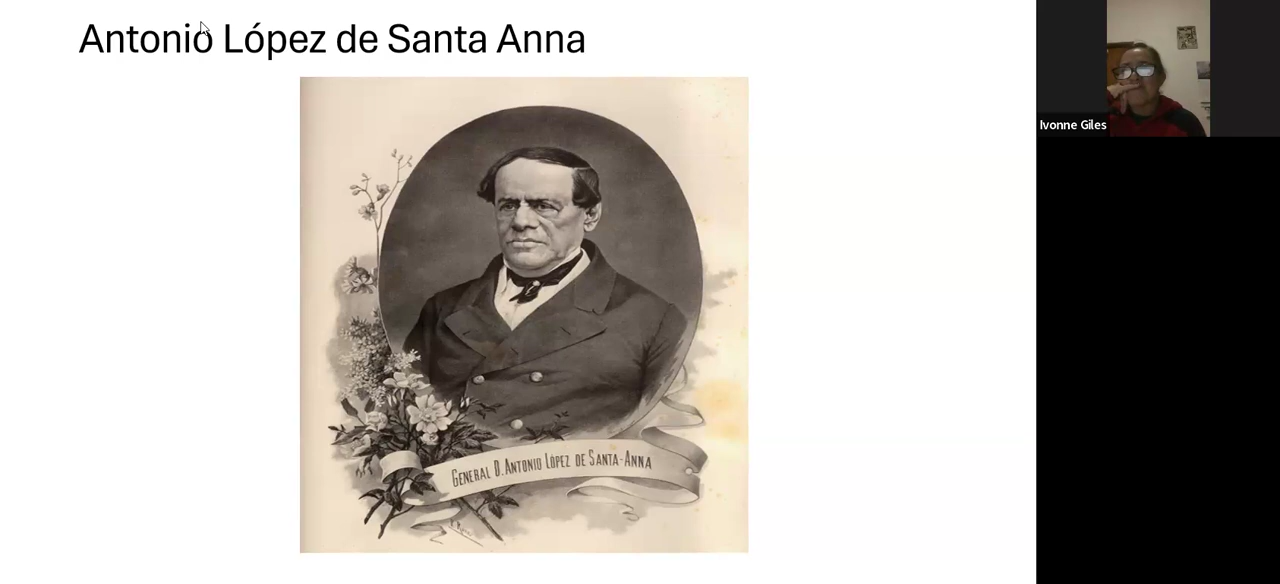 Antonio López de Santa Anna
Ivonne Giles
GENERAL D. ANTONIO LÓPEZ DE SANTA-ANNA